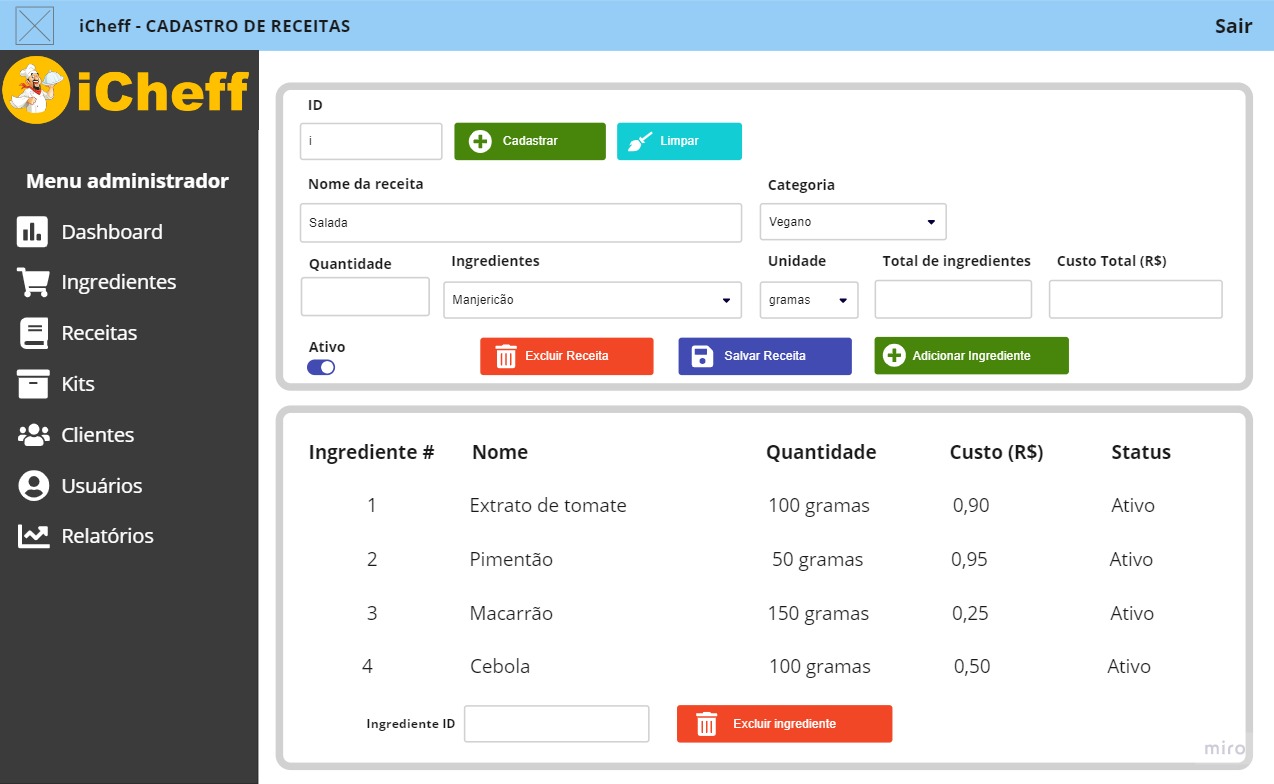 iCheff - CADASTRO DE RECEITAS
Sair
iCheff
Menu administrador
Dashboard
Ingredientes
Receitas
Kits
Clientes
Usuários
Relatórios
ID
i
Cadastrar
Limpar
Nome da receita
Categoria
Salada
Vegano
Quantidade
Ingredientes
Unidade
Total de ingredientes
Custo Total (R$)
Manjericão
gramas
Ativo
Excluir Receita
Salvar Receita
Adicionar Ingrediente
Ingrediente # Nome Quantidade Custo (R$) Status
1 Extrato de tomate 100 gramas 0,90 Ativo
2 Pimentão 50 gramas 0,95 Ativo
3 Macarrão 150 gramas 0,25 Ativo
4 Cebola 100 gramas 0,50 Ativo
Ingrediente ID
Excluir ingrediente
miro